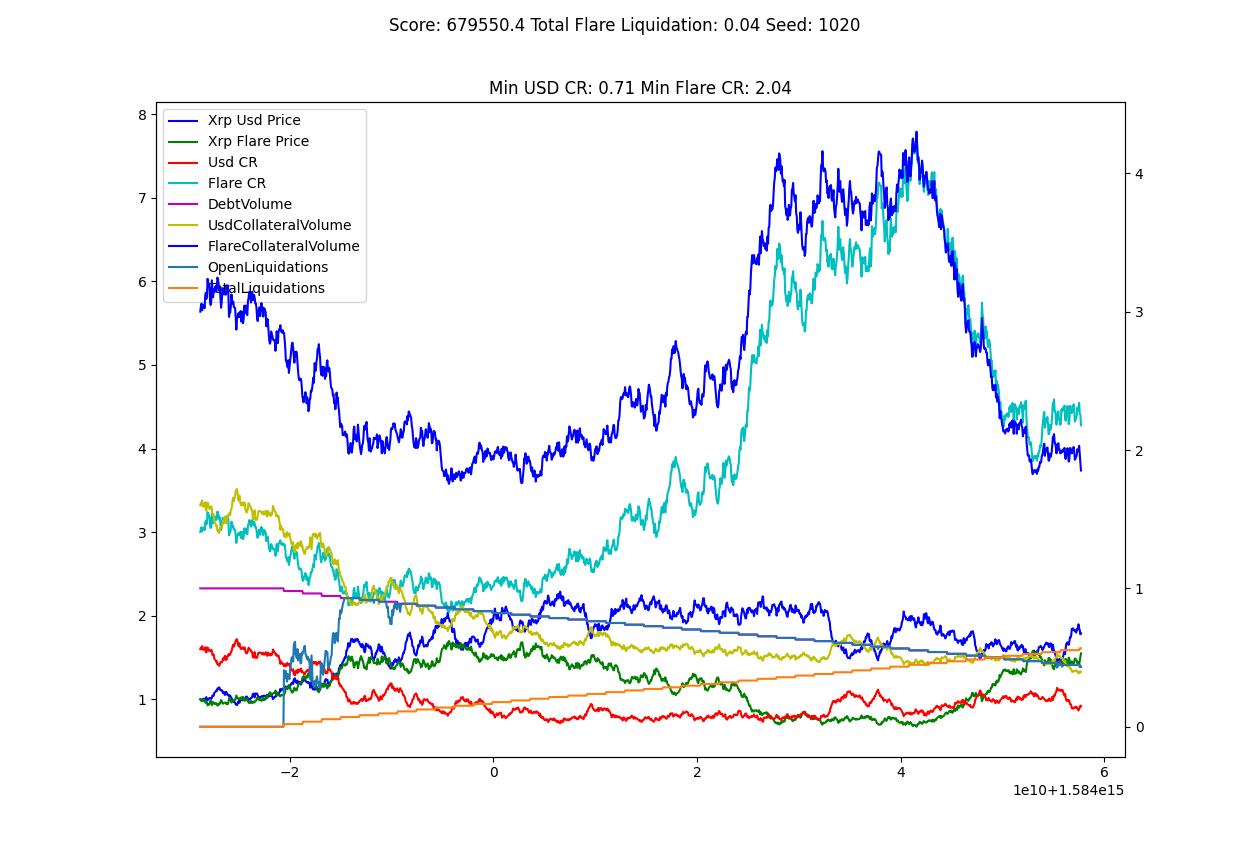 Score: 679550.4 Total Flare Liquidation: 0.04 Seed: 1020
Min USD CR: 0.71 Min Flare CR: 2.04
Xrp Usd Price
Xrp Flare Price
Usd CR
Flare CR
DebtVolume
UsdCollateralVolume
FlareCollateralVolume
OpenLiquidations
TotalLiquidations
8
7
6
5
4
3
2
1
4
3
2
1
0
−2
0
2
4
6
1e10+1.584e15